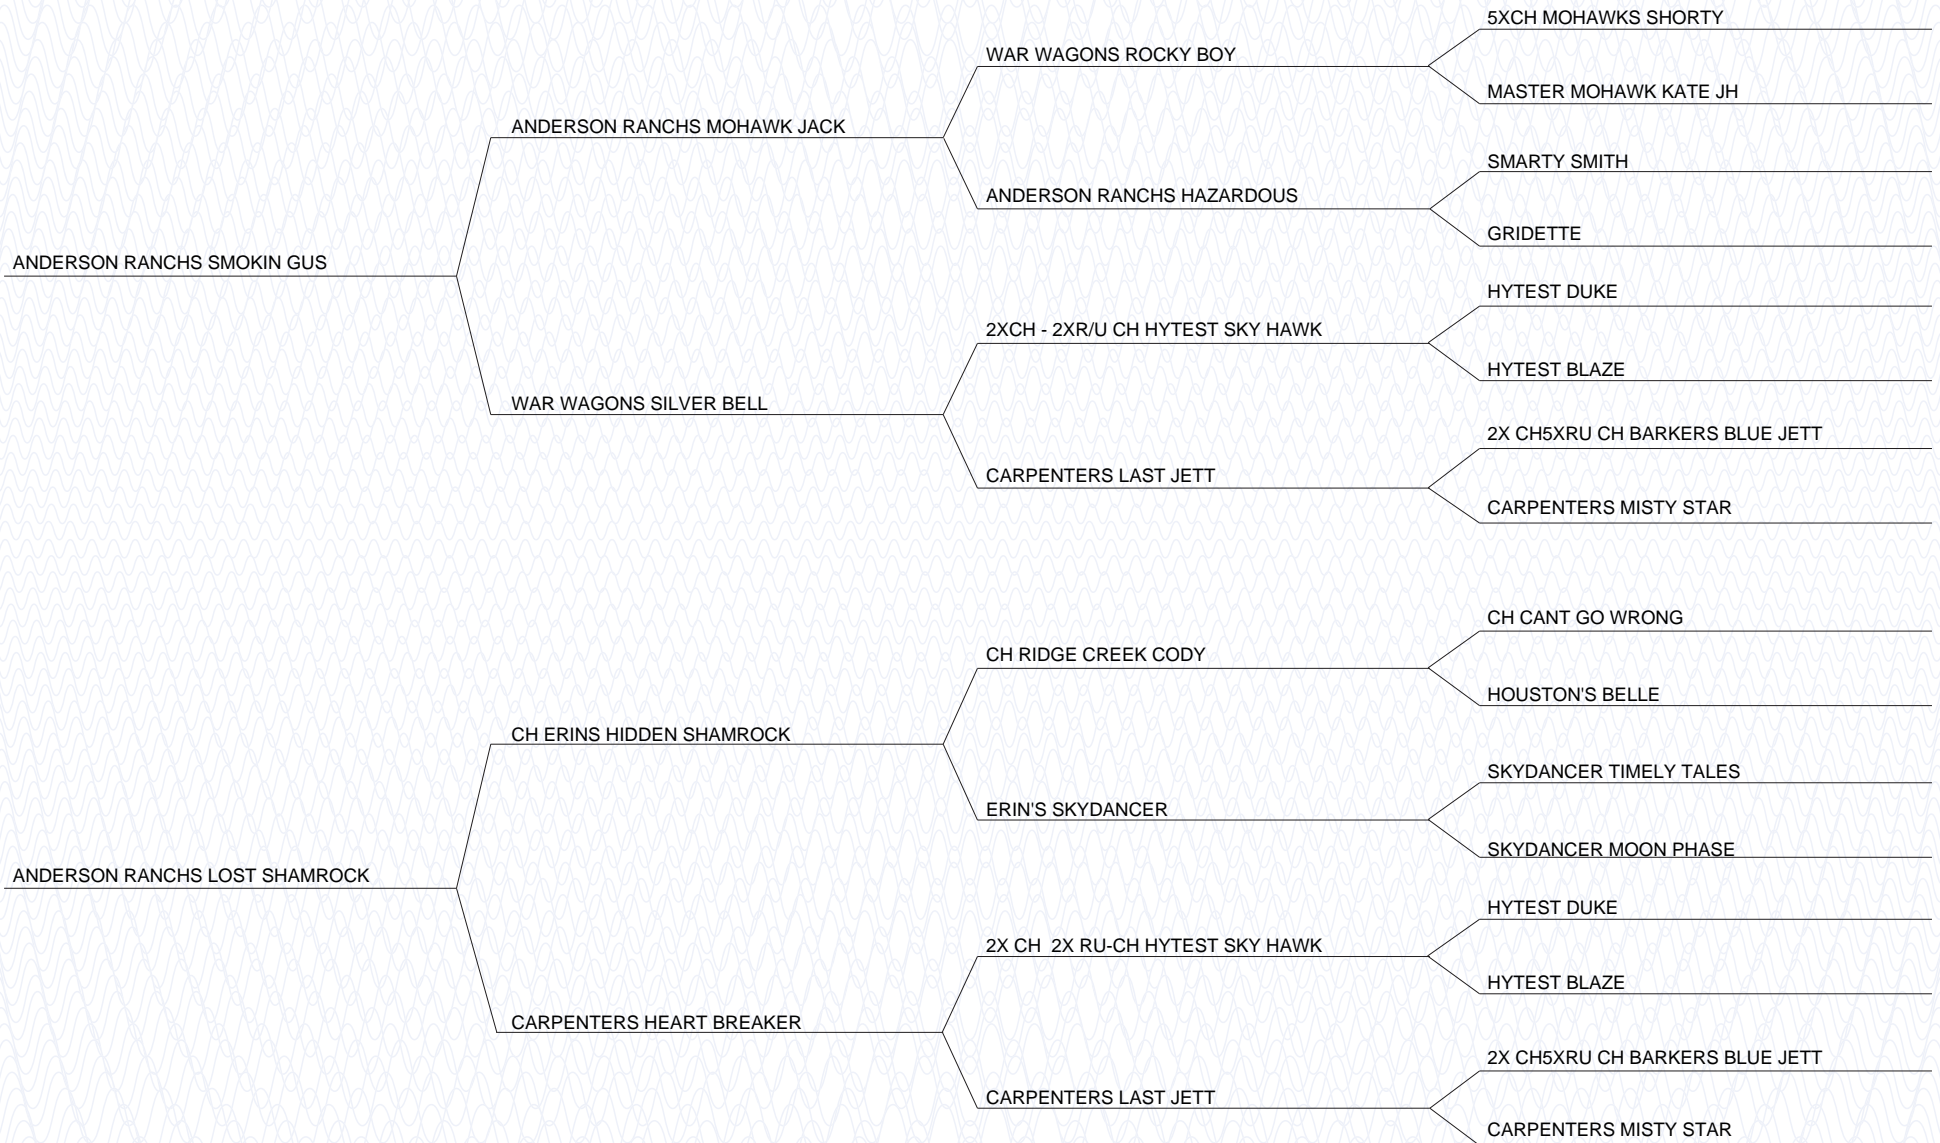 5XCH MOHAWKS SHORTY
WAR WAGONS ROCKY BOY
MASTER MOHAWK KATE JH
ANDERSON RANCHS MOHAWK JACK
SMARTY SMITH
ANDERSON RANCHS HAZARDOUS
GRIDETTE
ANDERSON RANCHS SMOKIN GUS
HYTEST DUKE
2XCH - 2XR/U CH HYTEST SKY HAWK
HYTEST BLAZE
WAR WAGONS SILVER BELL
2X CH5XRU CH BARKERS BLUE JETT
CARPENTERS LAST JETT
CARPENTERS MISTY STAR
CH CANT GO WRONG
CH RIDGE CREEK CODY
HOUSTON'S BELLE
CH ERINS HIDDEN SHAMROCK
SKYDANCER TIMELY TALES
ERIN'S SKYDANCER
SKYDANCER MOON PHASE
ANDERSON RANCHS LOST SHAMROCK
HYTEST DUKE
2X CH  2X RU-CH HYTEST SKY HAWK
HYTEST BLAZE
CARPENTERS HEART BREAKER
2X CH5XRU CH BARKERS BLUE JETT
CARPENTERS LAST JETT
CARPENTERS MISTY STAR